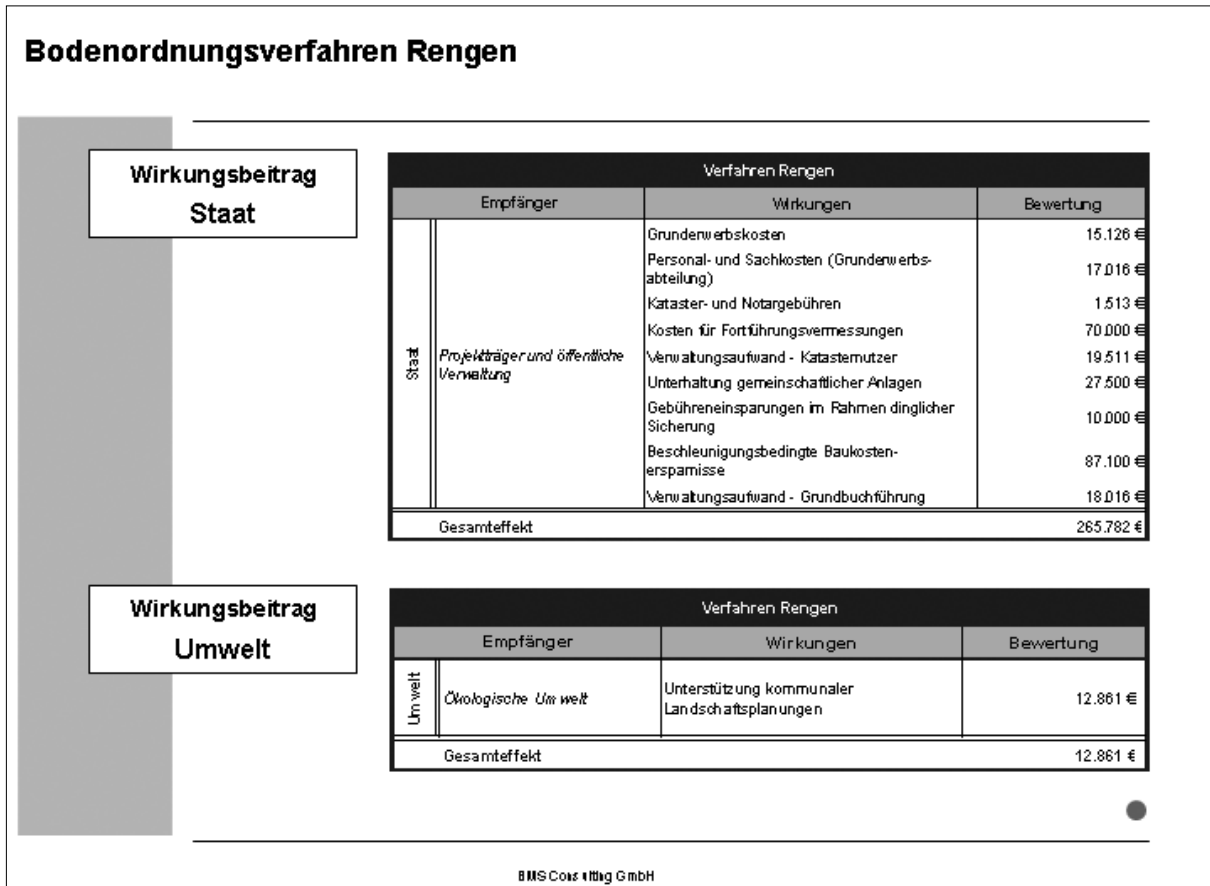 Bodenordnungsverfahren Rengen
Wirkungsbeitrag
Staat
Verfahren Rengen
Empfänger Wirkungen Bewertung
Staat
Projektträger und öffentliche
Verwaltung
Grunderwerbskosten 15.126 €
Personal- und Sachkosten (Grunderwerbs-
abteilung) 17.016 €
Kataster- und Notargebühren 1.513 €
Kosten für Fortführungsvermessungen 70.000 €
Verwaltungsaufwand - Katasternutzer 19.511 €
Unterhaltung gemeinschaftlicher Anlagen 27.500 €
Gebühreneinsparungen im Rahmen dinglicher
Sicherung 10.000 €
Beschleunigungsbedingte Baukosten-
ersparnisse 87.100 €
Verwaltungsaufwand - Grundbuchführung 18.016 €
Gesamteffekt 265.782 €
Wirkungsbeitrag
Umwelt
Verfahren Rengen
Empfänger Wirkungen Bewertung
Umwelt
Ökologische Umwelt
Unterstützung kommunaler
Landschaftsplanungen 12.861 €
Gesamteffekt 12.861 €
BMS Consulting GmbH